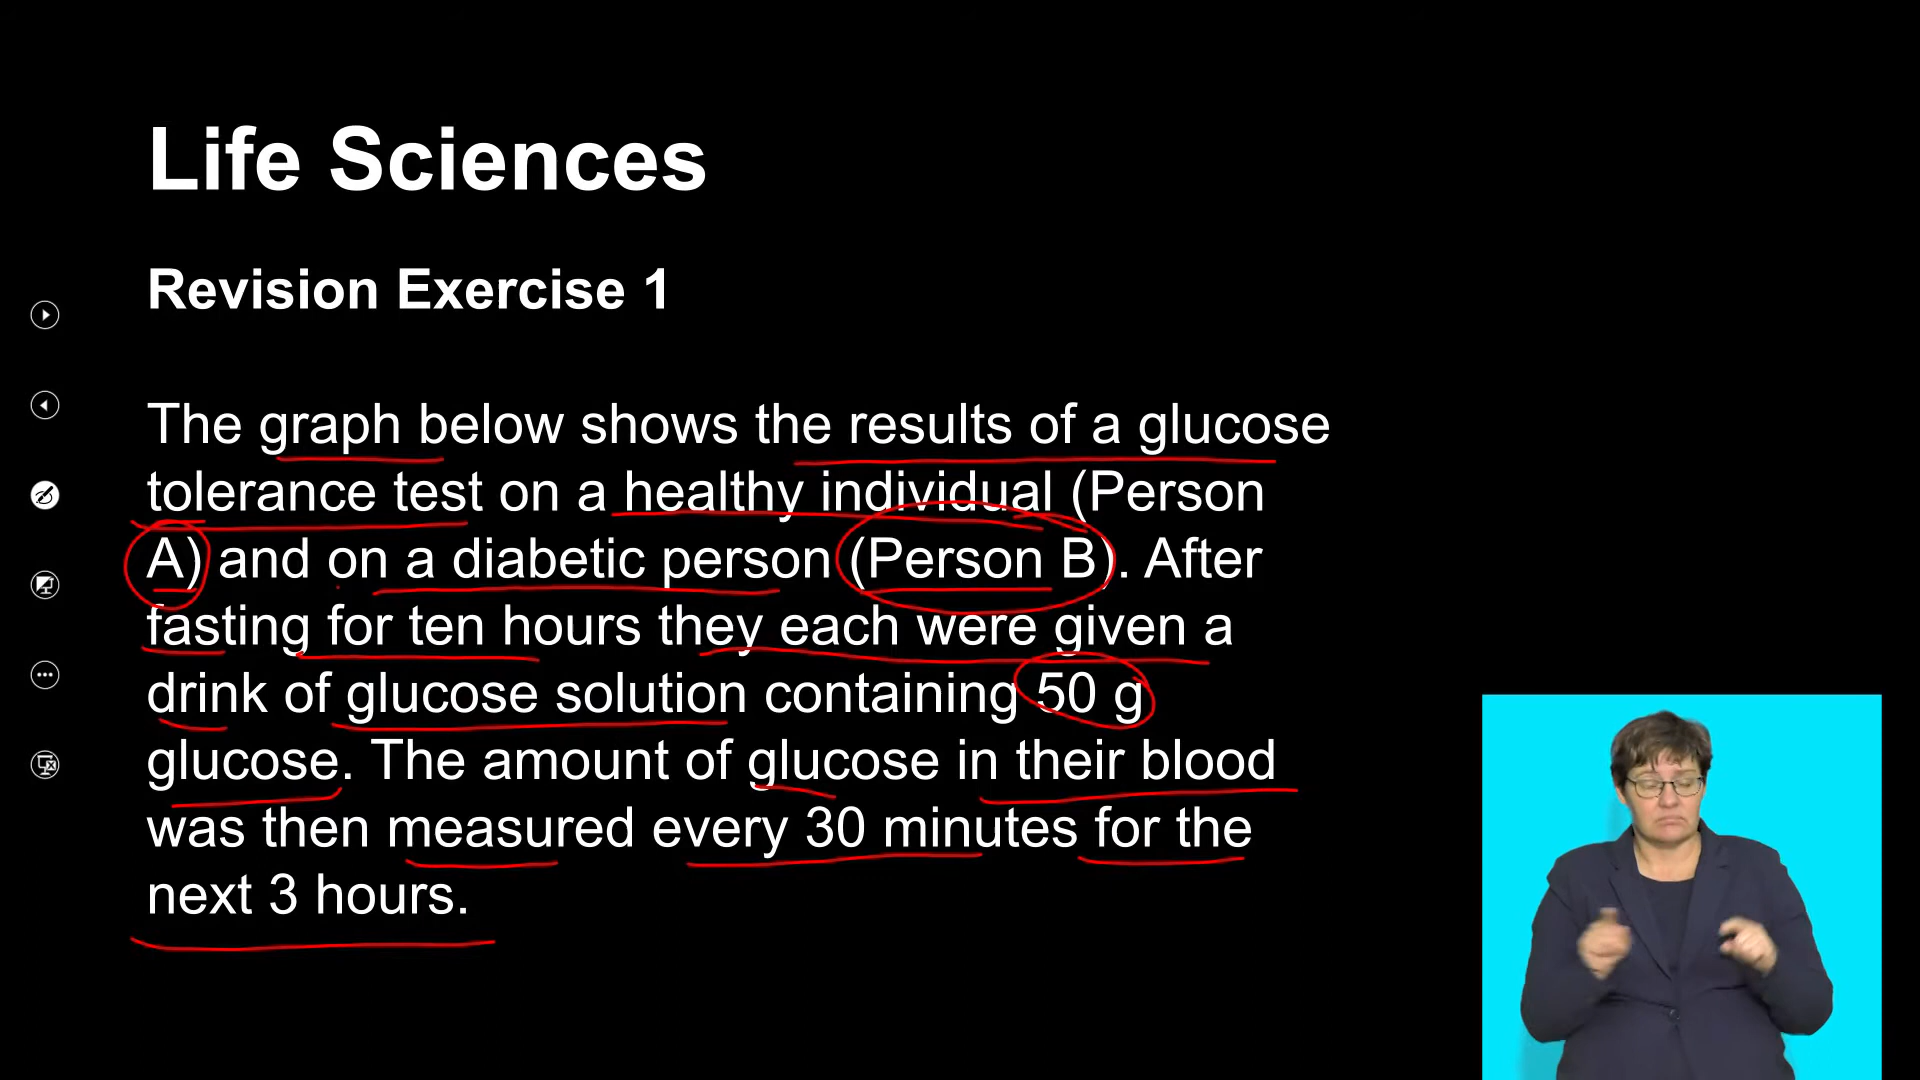 Life Sciences
Revision Exercise 1
The graph below shows the results of a glucose
tolerance test on a healthy individual (Person
A) and on a diabetic person (Person B). After
fasting for ten hours they each were given a
drink of glucose solution containing 50 g
glucose. The amount of glucose in their blood
was then measured every 30 minutes for the
next 3 hours.